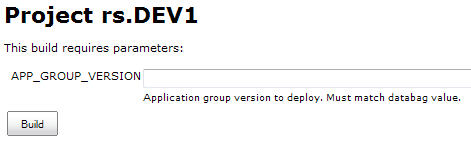 Project rs.DEV1
This build requires parameters:
APP_GROUP_VERSION
Application group version to deploy. Must match databag value.
Build